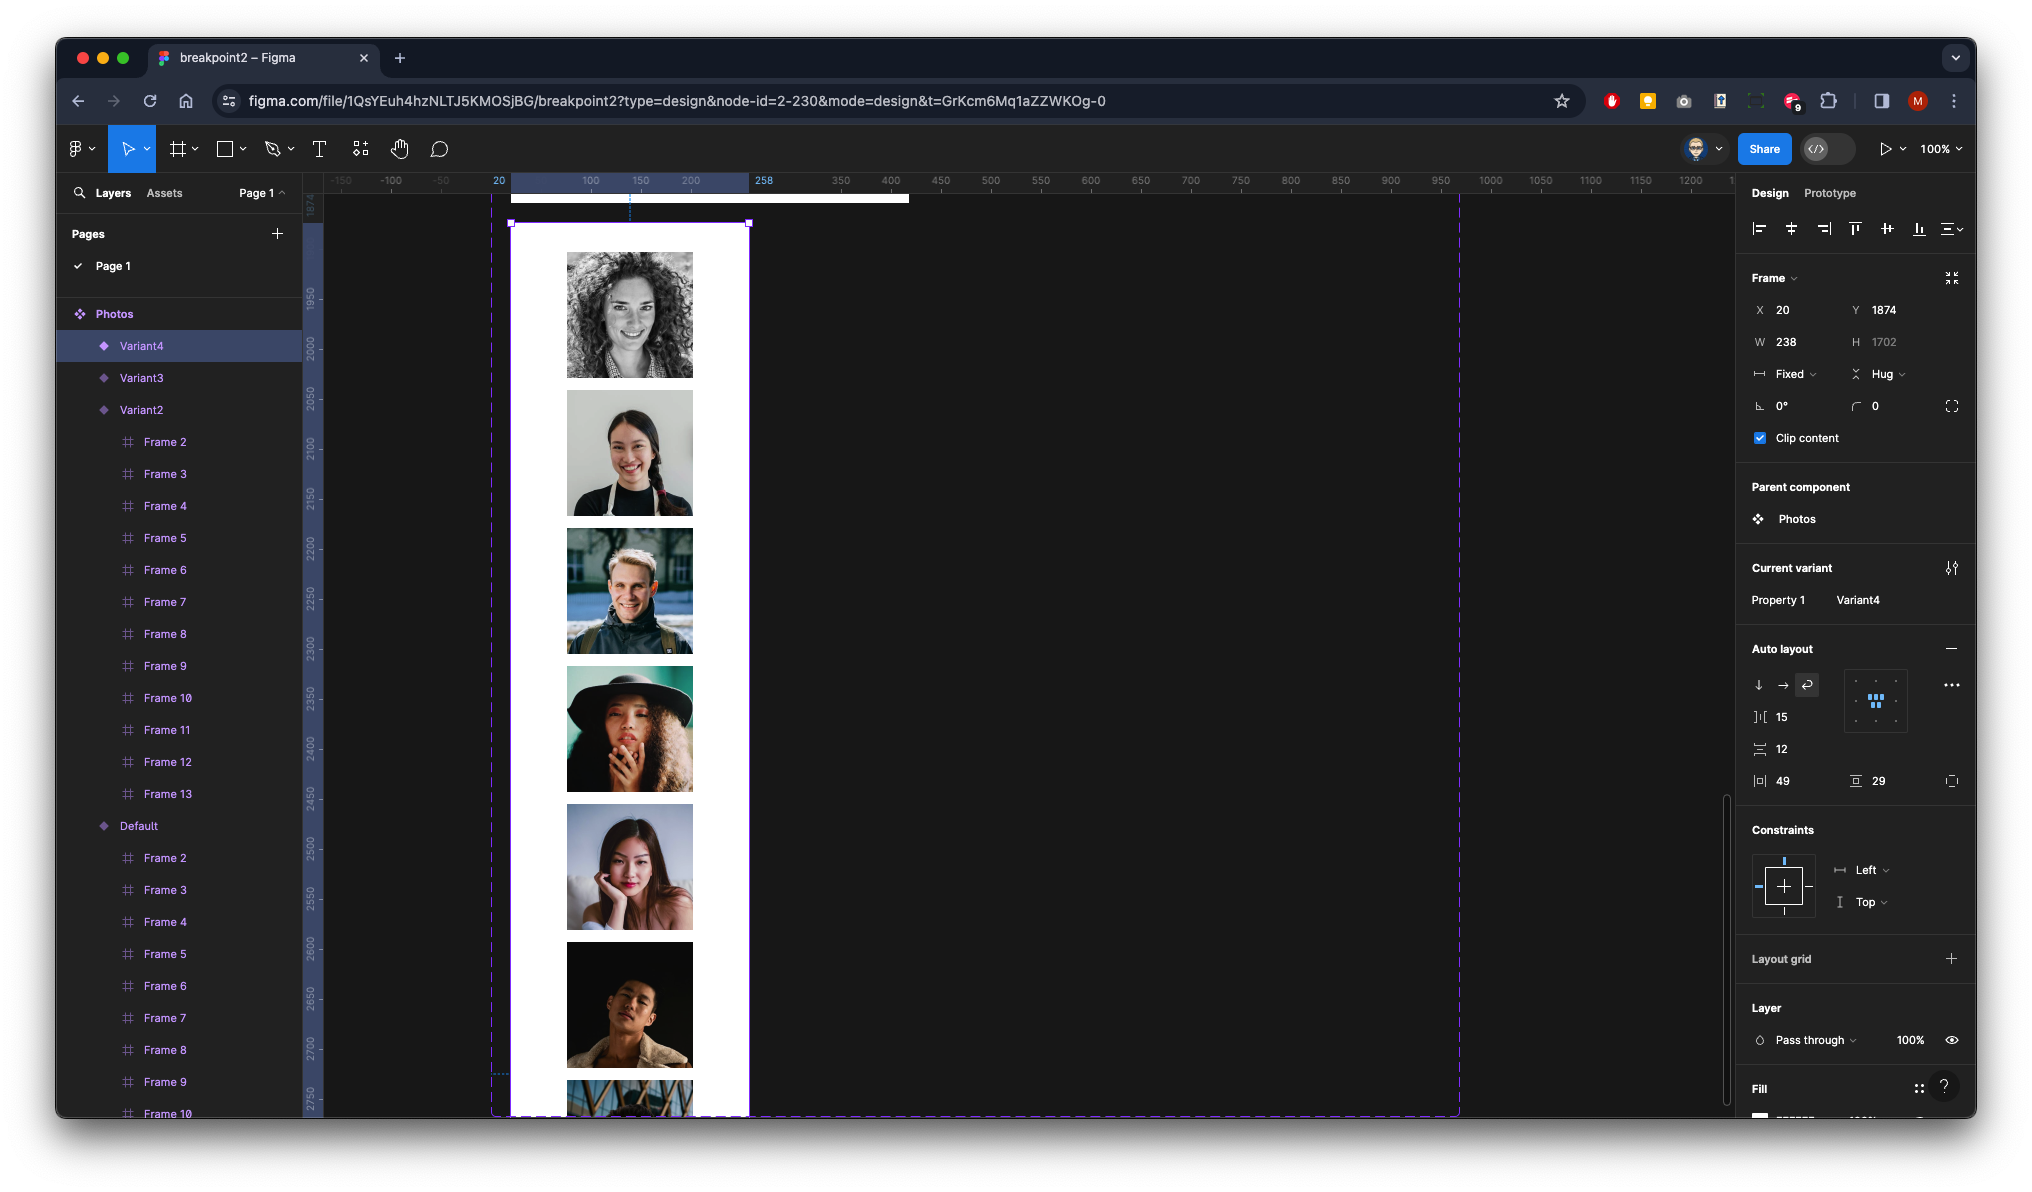 breakpoint2 – Figma
figma.com/file/1QsYEuh4hzNLTJ5KMOSjBG/breakpoint2?type=design&node-id=2-230&mode=design&t=GrKcm6Mq1aZZWKOg-0
9
M
Share
100%
Layers Assets Page 1
Pages
Page 1
Photos
Variant4
Variant3
Variant2
Frame 2
Frame 3
Frame 4
Frame 5
Frame 6
Frame 7
Frame 8
Frame 9
Frame 10
Frame 11
Frame 12
Frame 13
Default
Frame 2
Frame 3
Frame 4
Frame 5
Frame 6
Frame 7
Frame 8
Frame 9
Frame 10
-150 -100 -50 20 100 150 200 258 350 400 450 500 550 600 650 700 750 800 850 900 950 1000 1050 1100 1150 1200
1874
1950
2000
2050
2100
2150
2200
2250
2300
2350
2400
2450
2500
2550
2600
2650
2700
2750
Design Prototype
Frame
X 20 Y 1874
W 238 H 1702
Fixed Hug
0° 0
Clip content
Parent component
Photos
Current variant
Property 1 Variant4
Auto layout
15
12
49 29
Constraints
Left
Top
Layout grid
Layer
Pass through 100%
Fill
?